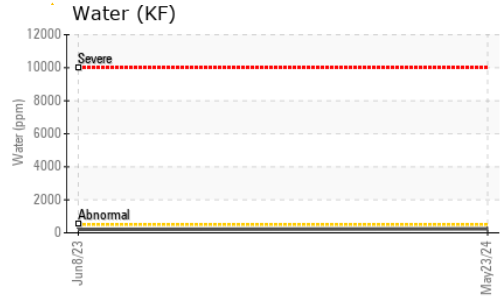 Water (KF)
12000
10000
8000
6000
4000
2000
0
Water (ppm)
Severe
Abnormal
Jun8/23
May23/24